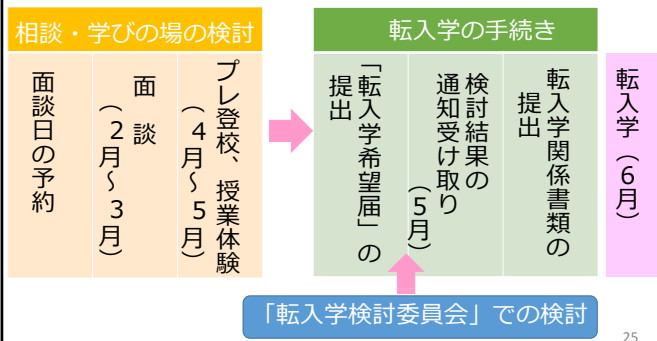 相談・学びの場の検討
面談日の予約
面　談
（２月～３月）
プレ登校、授業体験
（４月～５月）
転入学の手続き
「転入学希望届」の
提出
検討結果の
通知受け取り
（5月）
転入学関係書類の
提出
転入学（6月）
「転入学検討委員会」での検討
25